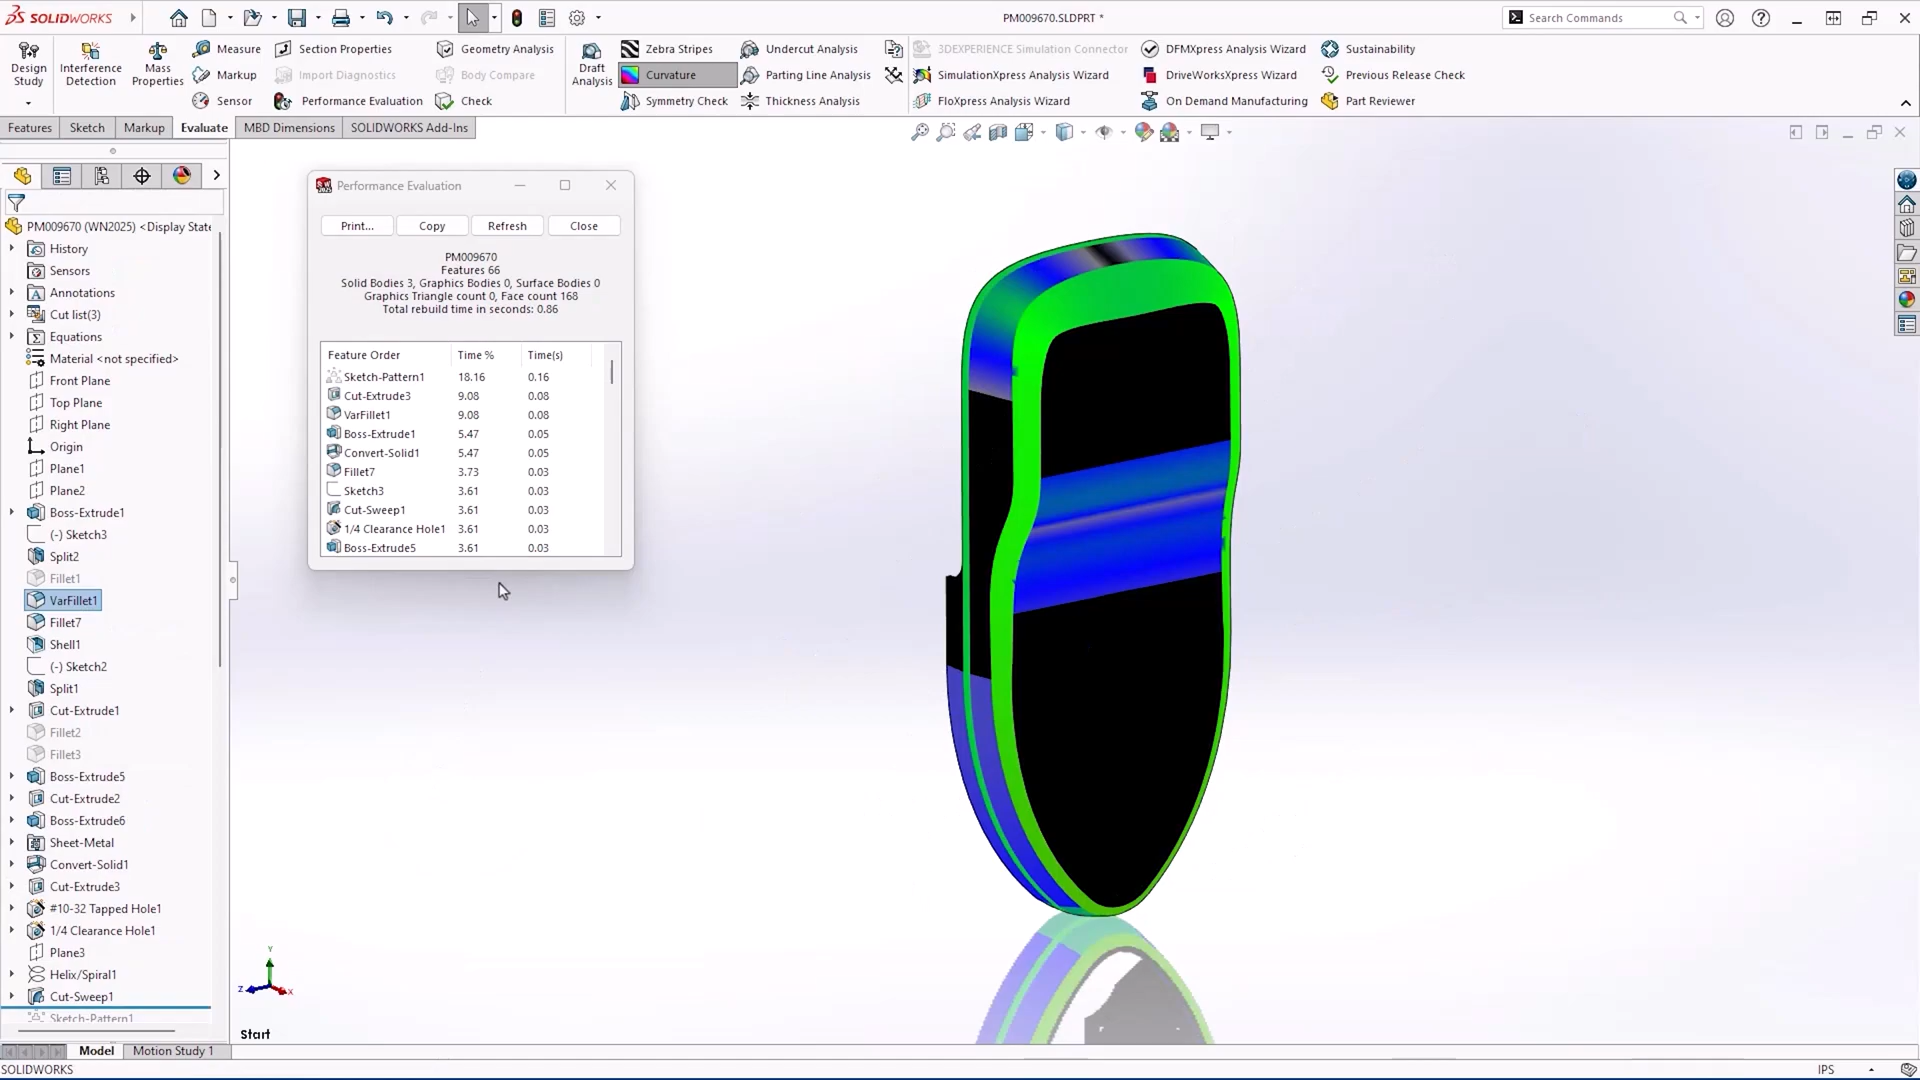 SOLIDWORKS
PM009670.SLDPRT *
Search Commands
Design Study
Interference Detection
Mass Properties
Measure
Markup
Sensor
Section Properties
Import Diagnostics
Performance Evaluation
Geometry Analysis
Body Compare
Check
Draft Analysis
Zebra Stripes
Curvature
Symmetry Check
Undercut Analysis
Parting Line Analysis
Thickness Analysis
3DEXPERIENCE Simulation Connector
SimulationXpress Analysis Wizard
FloXpress Analysis Wizard
DFMXpress Analysis Wizard
DriveWorksXpress Wizard
On Demand Manufacturing
Sustainability
Previous Release Check
Part Reviewer
Features
Sketch
Markup
Evaluate
MBD Dimensions
SOLIDWORKS Add-Ins
PM009670 (WN2025) <Display State
History
Sensors
Annotations
Cut list(3)
Equations
Material <not specified>
Front Plane
Top Plane
Right Plane
Origin
Plane1
Plane2
Boss-Extrude1
(-) Sketch3
Split2
Fillet1
VarFillet1
Fillet7
Shell1
(-) Sketch2
Split1
Cut-Extrude1
Fillet2
Fillet3
Boss-Extrude5
Cut-Extrude2
Boss-Extrude6
Sheet-Metal
Convert-Solid1
Cut-Extrude3
#10-32 Tapped Hole1
1/4 Clearance Hole1
Plane3
Helix/Spiral1
Cut-Sweep1
Sketch-Pattern1
Performance Evaluation
Print...
Copy
Refresh
Close
PM009670
Features 66
Solid Bodies 3, Graphics Bodies 0, Surface Bodies 0
Graphics Triangle count 0, Face count 168
Total rebuild time in seconds: 0.86
Feature Order Time % Time(s)
Sketch-Pattern1 18.16 0.16
Cut-Extrude3 9.08 0.08
VarFillet1 9.08 0.08
Boss-Extrude1 5.47 0.05
Convert-Solid1 5.47 0.05
Fillet7 3.73 0.03
Sketch3 3.61 0.03
Cut-Sweep1 3.61 0.03
1/4 Clearance Hole1 3.61 0.03
Boss-Extrude5 3.61 0.03
Y
Z
X
Start
Model
Motion Study 1
SOLIDWORKS
IPS